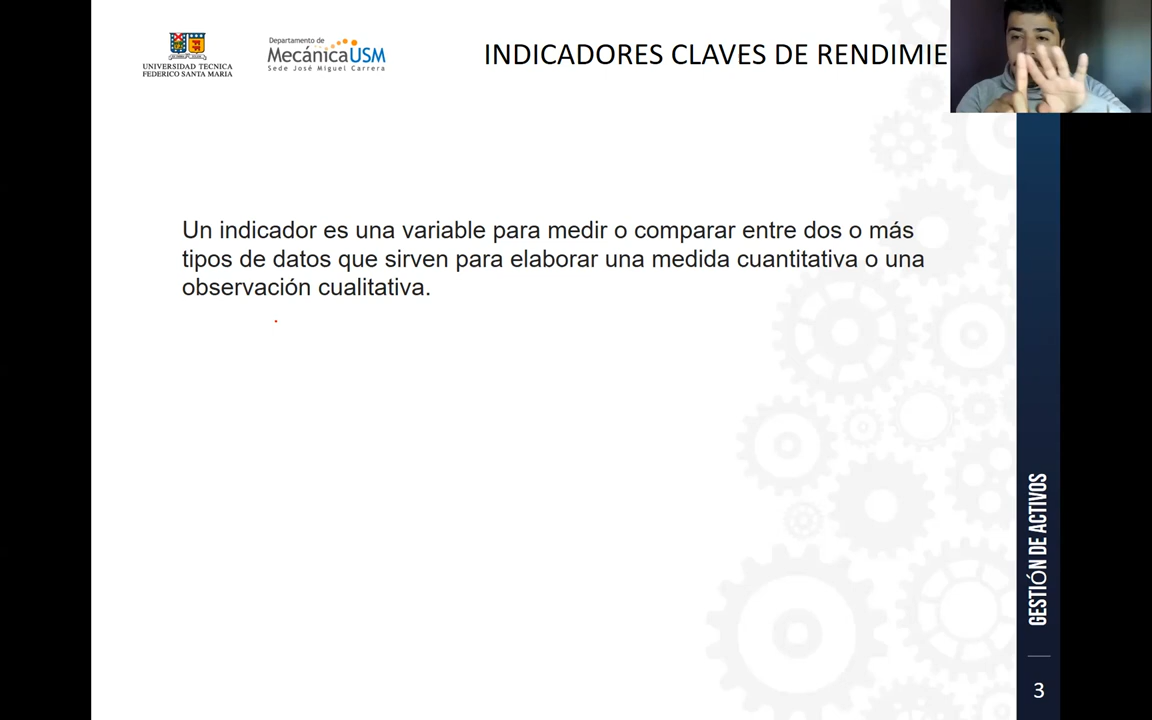 UNIVERSIDAD TECNICA
FEDERICO SANTA MARIA
Departamento de
MecánicaUSM
Sede José Miguel Carrera
INDICADORES CLAVES DE RENDIMIE
Un indicador es una variable para medir o comparar entre dos o más
tipos de datos que sirven para elaborar una medida cuantitativa o una
observación cualitativa.
GESTIÓN DE ACTIVOS
3